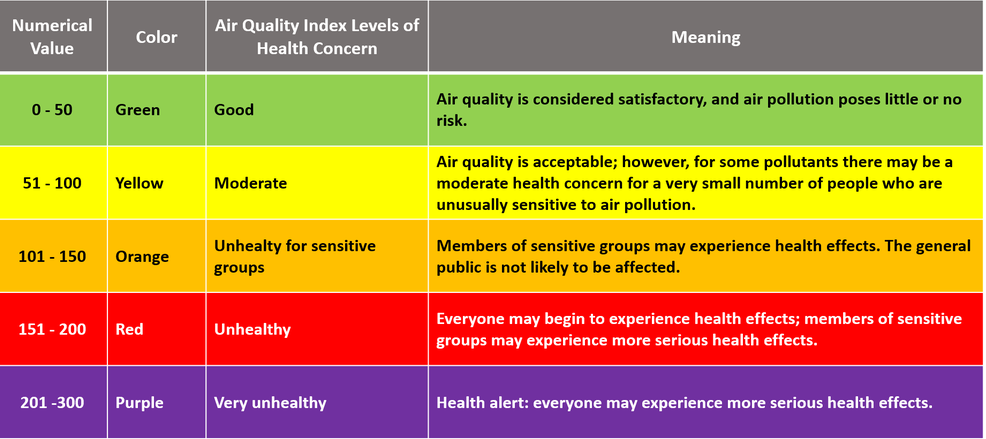 Numerical
Value
Color
Air Quality Index Levels of
Health Concern
Meaning
0 - 50
Green
Good
Air quality is considered satisfactory, and air pollution poses little or no
risk.
51 - 100
Yellow
Moderate
Air quality is acceptable; however, for some pollutants there may be a
moderate health concern for a very small number of people who are
unusually sensitive to air pollution.
101 - 150
Orange
Unhealty for sensitive
groups
Members of sensitive groups may experience health effects. The general
public is not likely to be affected.
151 - 200
Red
Unhealthy
Everyone may begin to experience health effects; members of sensitive
groups may experience more serious health effects.
201 -300
Purple
Very unhealthy
Health alert: everyone may experience more serious health effects.